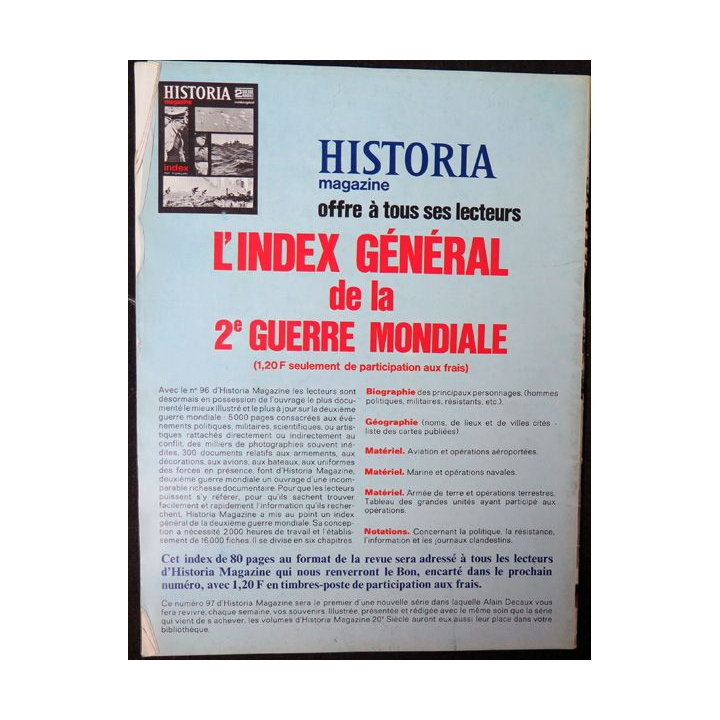 HISTORIA
magazine
index
HISTORIA
magazine
offre à tous ses lecteurs
L'INDEX GÉNÉRAL
de la
2e GUERRE MONDIALE
(1,20 F seulement de participation aux frais)
Avec le n° 96 d'Historia Magazine les lecteurs sont
désormais en possession de l'ouvrage le plus docu-
menté le mieux illustré et le plus à jour sur la deuxième
guerre mondiale : 5 000 pages consacrées aux évé-
nements politiques, militaires, scientifiques, ou artis-
tiques rattachés directement ou indirectement au
conflit, des milliers de photographies souvent iné-
dites, 300 documents relatifs aux armements, aux
décorations, aux avions, aux bateaux, aux uniformes
des forces en présence, font d'Historia Magazine,
deuxième guerre mondiale un ouvrage d'une incom-
parable richesse documentaire. Pour que les lecteurs
puissent s'y référer, pour qu'ils sachent trouver
facilement et rapidement l'information qu'ils recher-
chent, Historia Magazine a mis au point un index
général de la deuxième guerre mondiale. Sa concep-
tion a nécessité 2 000 heures de travail et l'établis-
sement de 16 000 fiches. Il se divise en six chapitres.
Biographie des principaux personnages, (hommes
politiques, militaires, résistants, etc.).
Géographie (noms, de lieux et de villes cités -
liste des cartes publiées).
Matériel. Aviation et opérations aéroportées.
Matériel. Marine et opérations navales.
Matériel. Armée de terre et opérations terrestres.
Tableau des grandes unités ayant participé aux
opérations.
Notations. Concernant la politique, la résistance,
l'information et les journaux clandestins.
Cet index de 80 pages au format de la revue sera adressé à tous les lecteurs
d'Historia Magazine qui nous renverront le Bon, encarté dans le prochain
numéro, avec 1,20 F en timbres-poste de participation aux frais.
Ce numéro 97 d'Historia Magazine sera le premier d'une nouvelle série dans laquelle Alain Decaux vous
fera revivre, chaque semaine, vos souvenirs. Illustrée, présentée et rédigée avec le même soin que la série
qui vient de s achever, les volumes d'Historia Magazine 20e Siècle auront eux aussi leur place dans votre
bibliothèque.